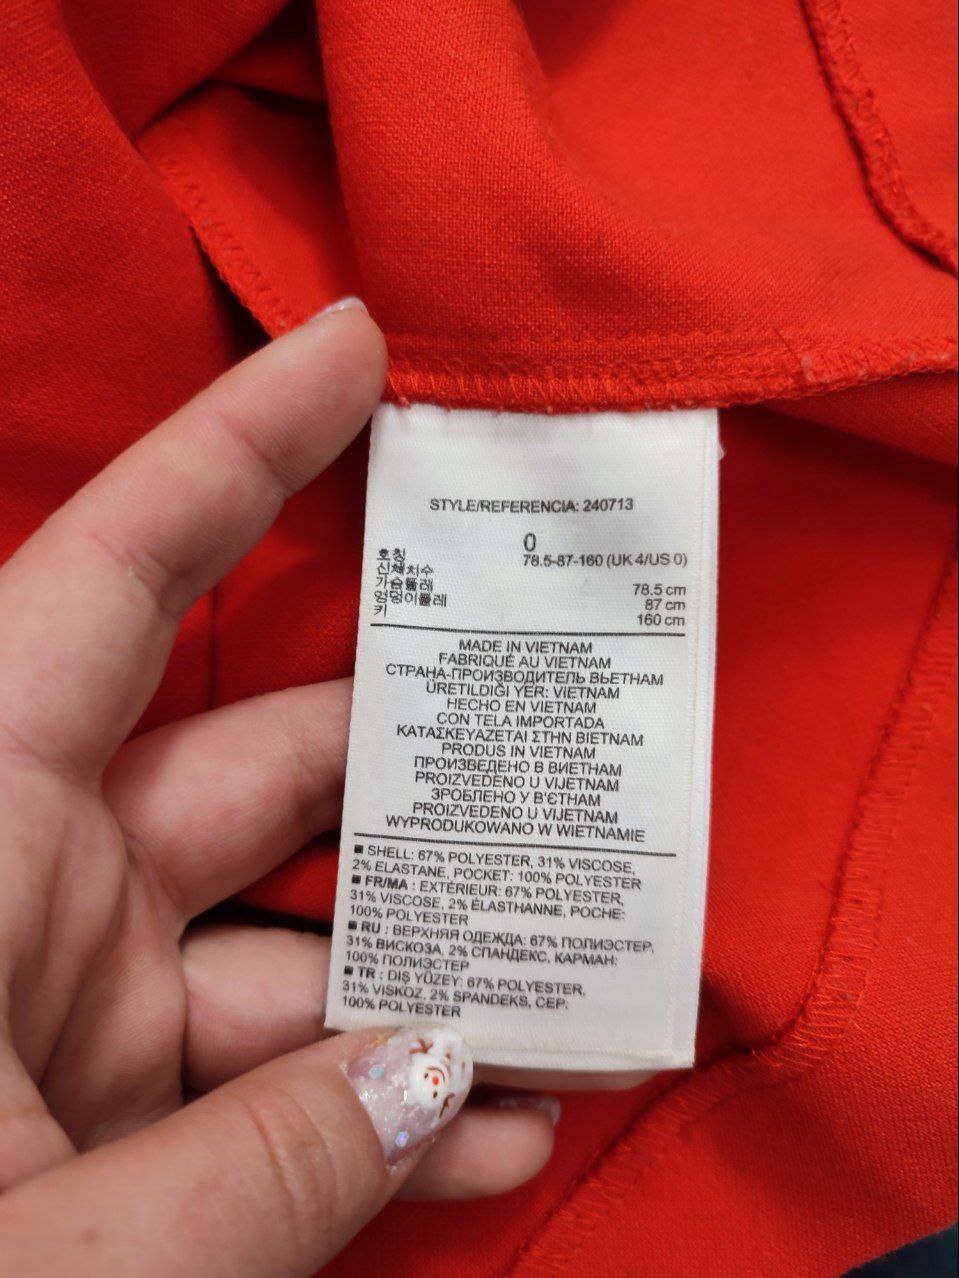 STYLE/REFERENCIA: 240713
0
호칭 78.5-87-160 (UK 4/US 0)
신체치수
가슴둘레 78.5 cm
엉덩이둘레 87 cm
키 160 cm
MADE IN VIETNAM
FABRIQUÉ AU VIETNAM
СТРАНА-ПРОИЗВОДИТЕЛЬ ВЬЕТНАМ
ÜRETILDIĞI YER: VIETNAM
HECHO EN VIETNAM
CON TELA IMPORTADA
ΚΑΤΑΣΚΕΥΑΖΕΤΑΙ ΣΤΗΝ ΒΙΕΤΝΑΜ
PRODUS IN VIETNAM
ПРОИЗВЕДЕНО В ВИЕТНАМ
PROIZVEDENO U VIJETNAM
ЗРОБЛЕНО У В'ЄТНАМ
PROIZVEDENO U VIJETNAM
WYPRODUKOWANO W WIETNAMIE
■ SHELL: 67% POLYESTER, 31% VISCOSE,
2% ELASTANE, POCKET: 100% POLYESTER
■ FR/MA : EXTÉRIEUR: 67% POLYESTER,
31% VISCOSE, 2% ÉLASTHANNE, POCHE:
100% POLYESTER
■ RU : ВЕРХНЯЯ ОДЕЖДА: 67% ПОЛИЭСТЕР,
31% ВИСКОЗА, 2% СПАНДЕКС, КАРМАН:
100% ПОЛИЭСТЕР
■ TR : DIŞ YÜZEY: 67% POLYESTER,
31% VİSKOZ, 2% SPANDEKS, CEP:
100% POLYESTER